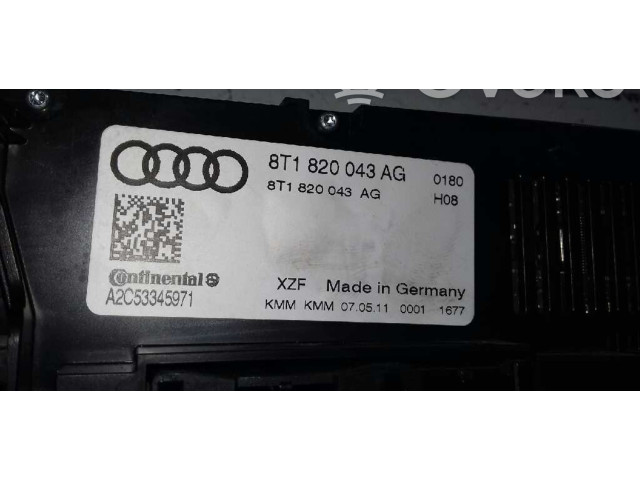 8T1 820 043 AG 0180
8T1 820 043 AG H08
Continental
A2C53345971
XZF Made in Germany
KMM KMM 07.05.11 0001 1677